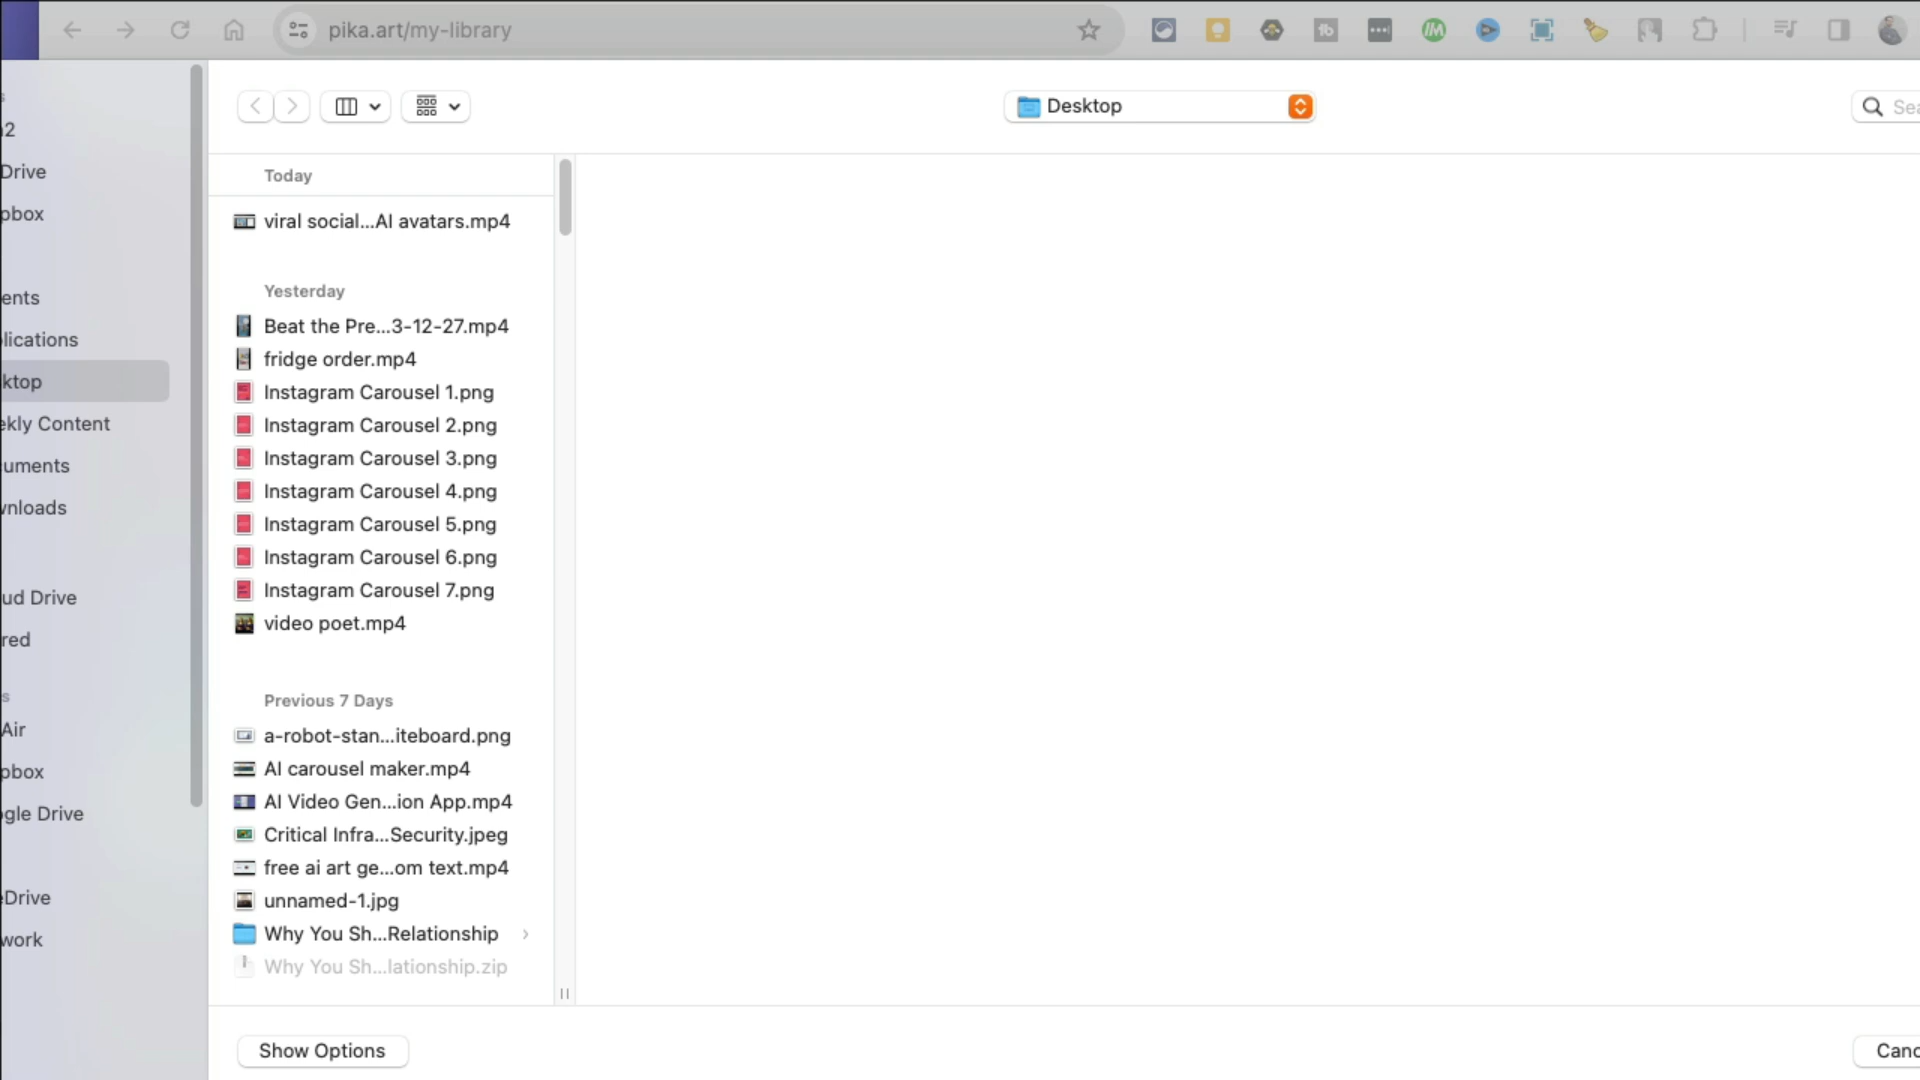 pika.art/my-library
Desktop
Sea
s
2
Drive
pbox
ents
lications
ktop
ekly Content
cuments
wnloads
ud Drive
red
s
Air
pbox
gle Drive
Drive
work
Today
viral social...AI avatars.mp4
Yesterday
Beat the Pre...3-12-27.mp4
fridge order.mp4
Instagram Carousel 1.png
Instagram Carousel 2.png
Instagram Carousel 3.png
Instagram Carousel 4.png
Instagram Carousel 5.png
Instagram Carousel 6.png
Instagram Carousel 7.png
video poet.mp4
Previous 7 Days
a-robot-stan...iteboard.png
AI carousel maker.mp4
AI Video Gen...ion App.mp4
Critical Infra...Security.jpeg
free ai art ge...om text.mp4
unnamed-1.jpg
Why You Sh...Relationship
Why You Sh...lationship.zip
Show Options
Canc